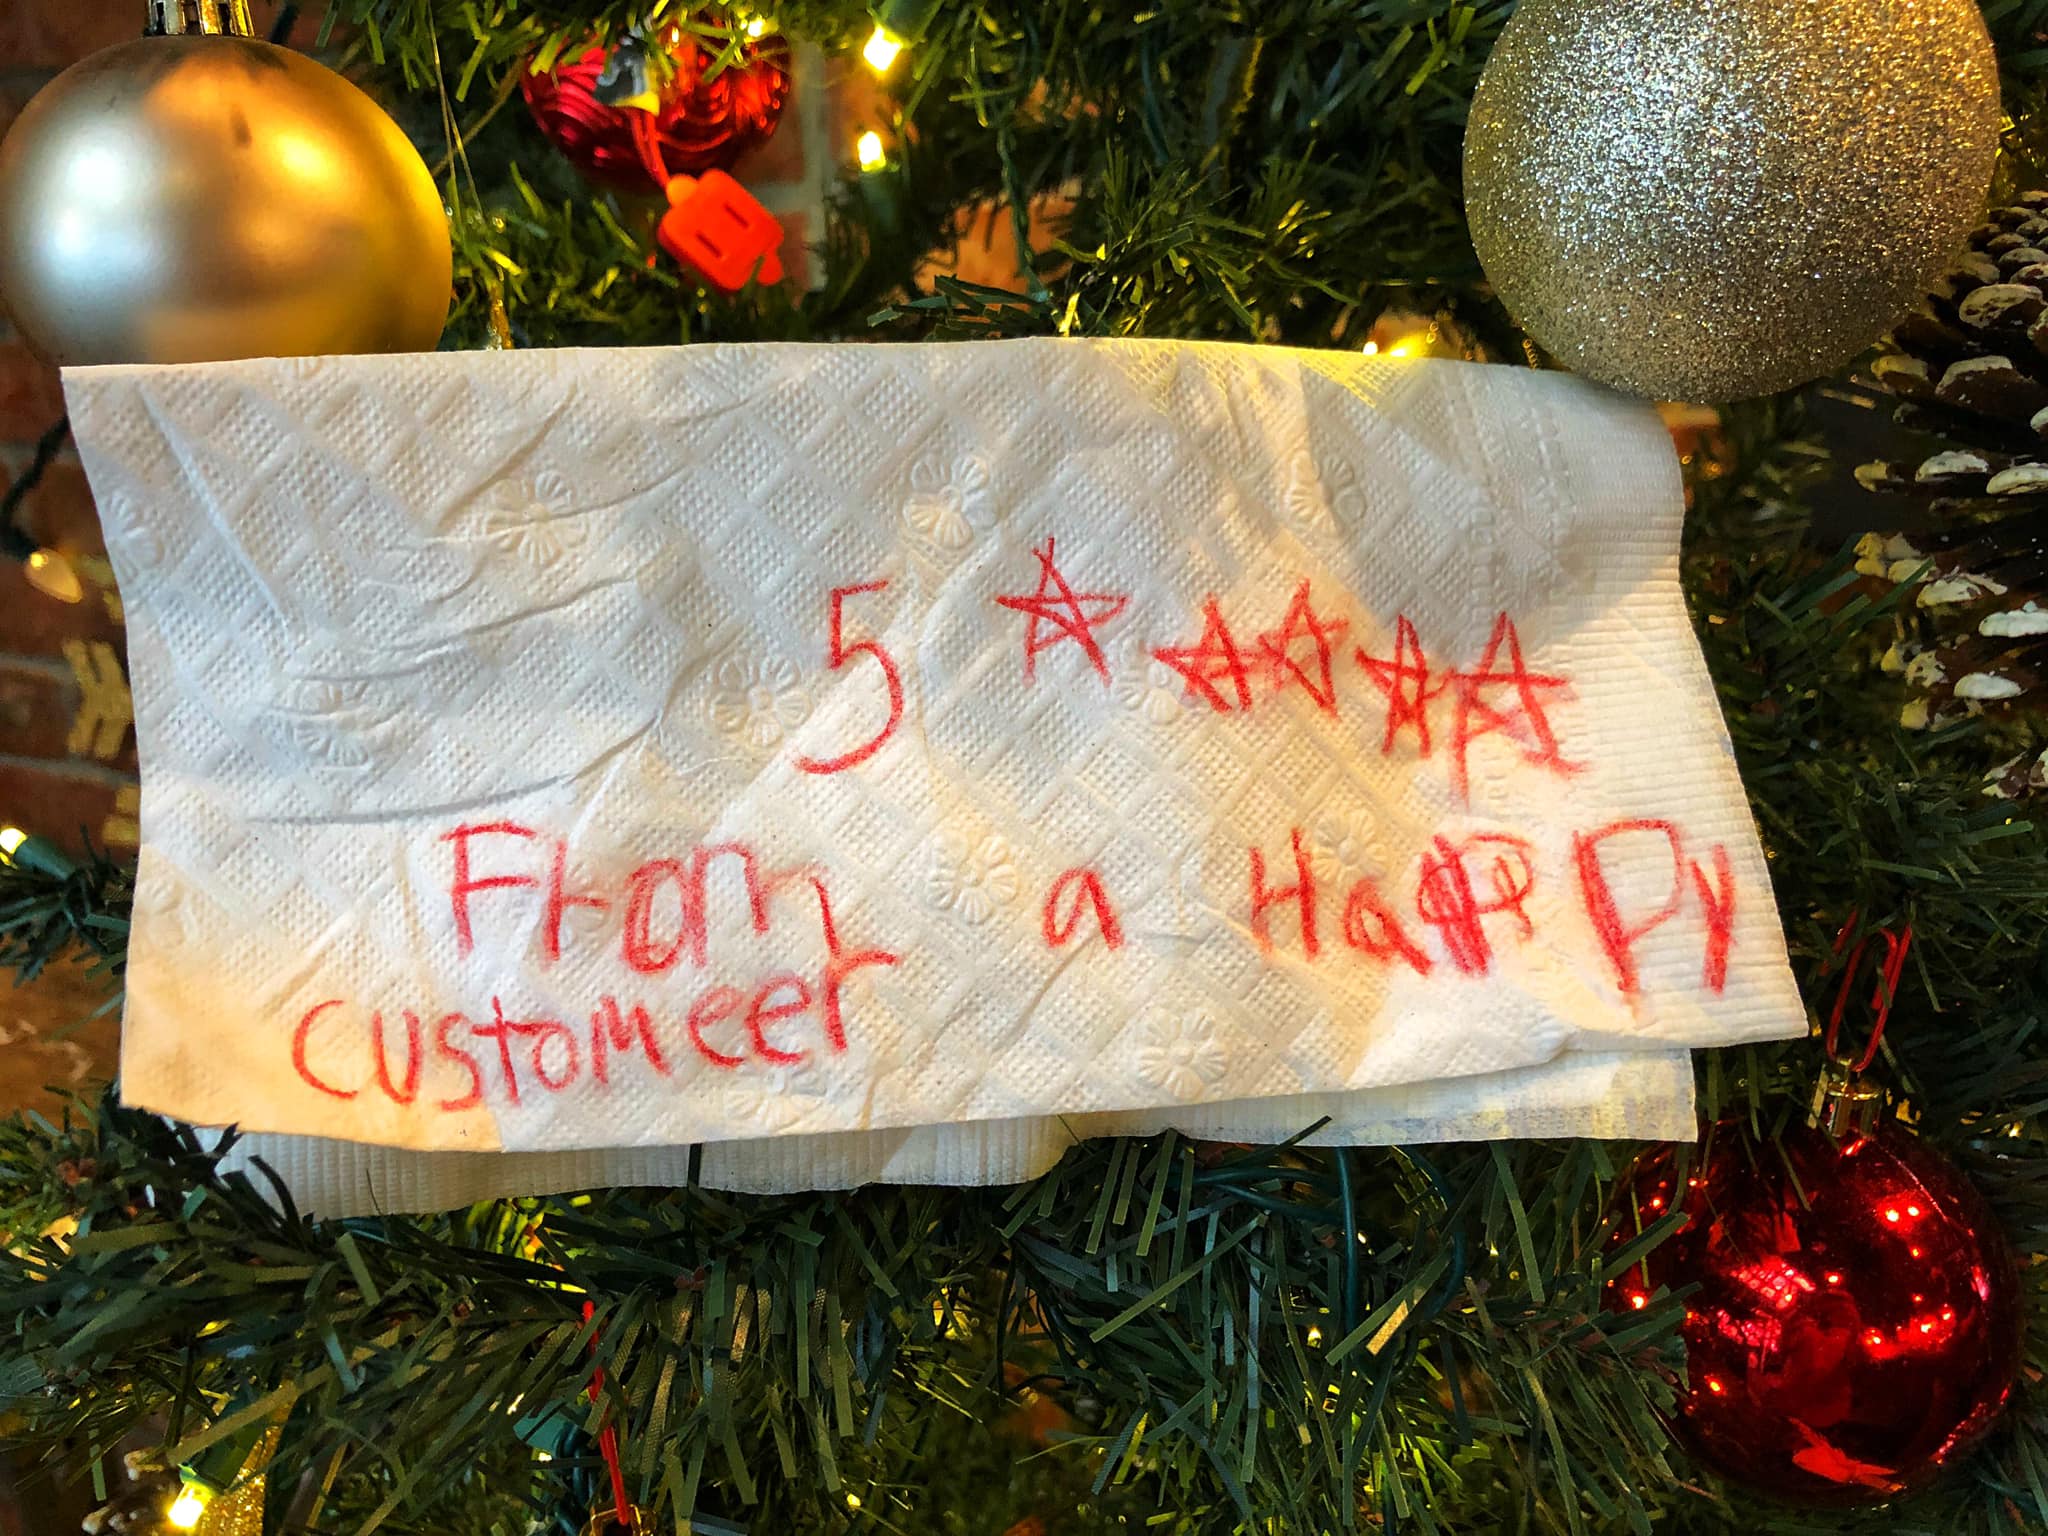 5 ☆☆☆☆☆
From a Happy
customeer